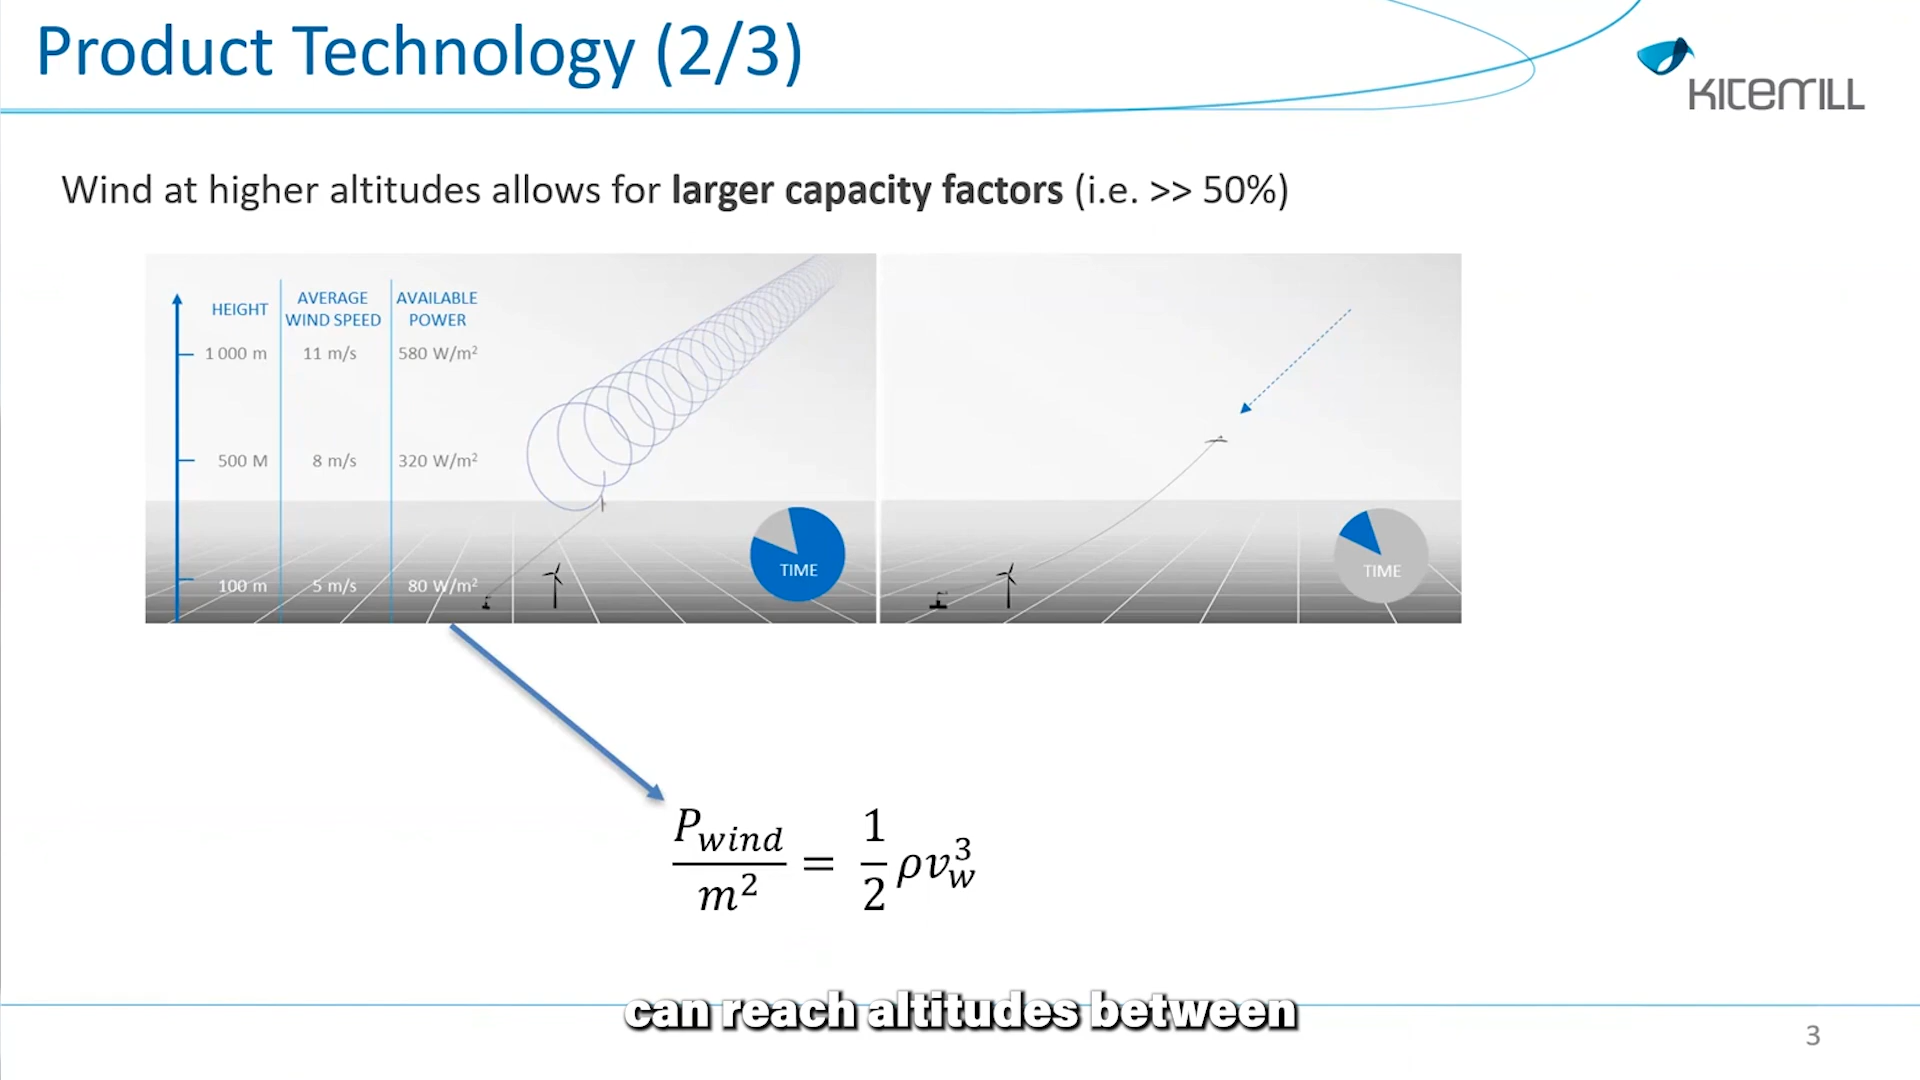 Product Technology (2/3)
KITEMILL
Wind at higher altitudes allows for larger capacity factors (i.e. >> 50%)
HEIGHT
AVERAGE WIND SPEED
AVAILABLE POWER
1 000 m 11 m/s 580 W/m²
500 M 8 m/s 320 W/m²
100 m 5 m/s 80 W/m²
TIME
TIME
P_wind/m² = 1/2 ρv_w³
can reach altitudes between
3